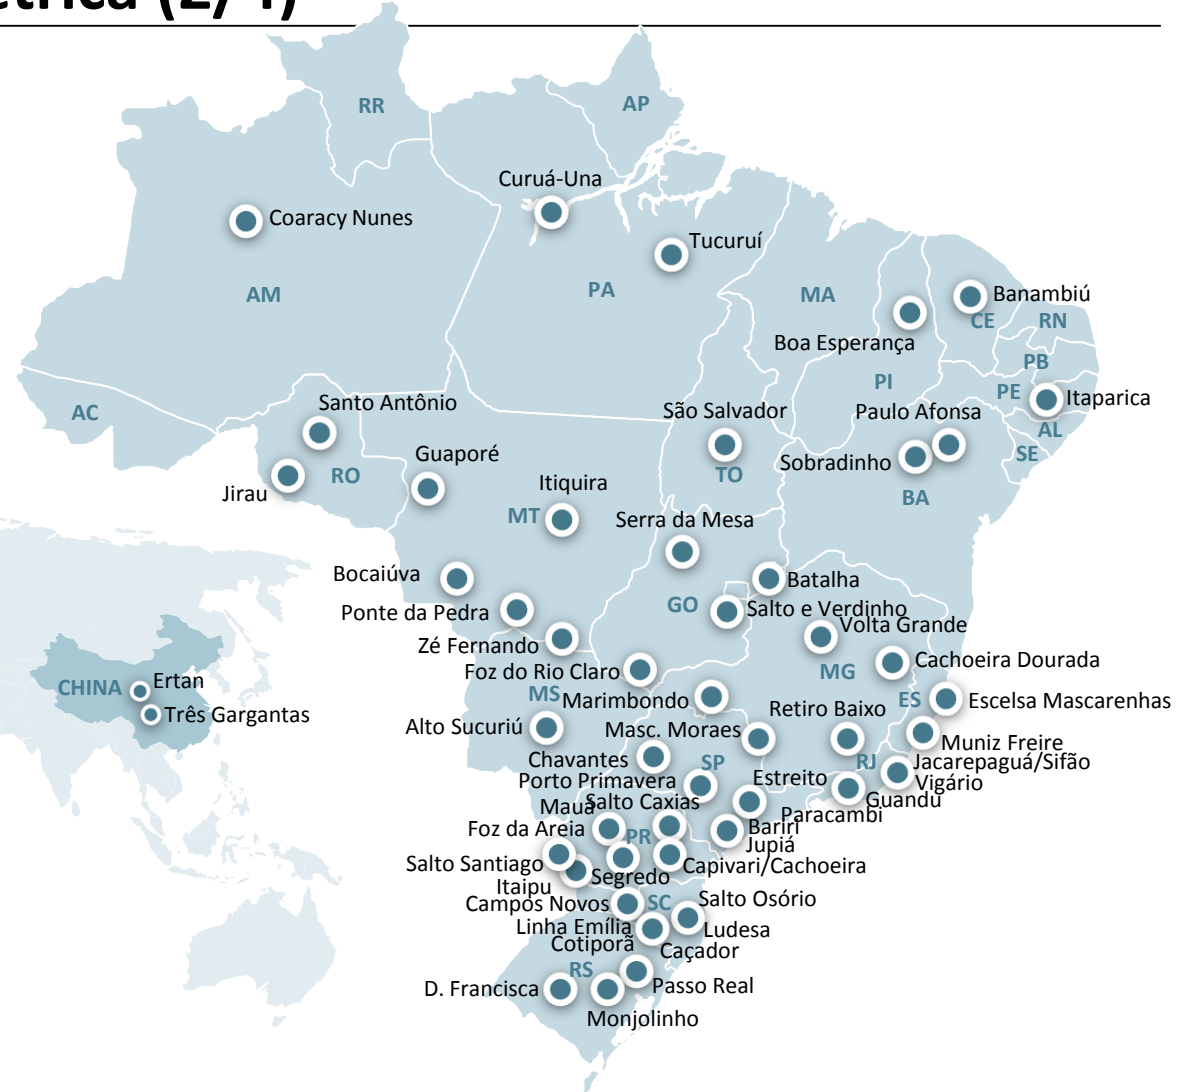 étrica (2/4)
RR
AP
Curuá-Una
Coaracy Nunes
Tucuruí
AM
PA
MA
Banambiú
CE
RN
Boa Esperança
PB
PI
PE
Itaparica
AC
Santo Antônio
São Salvador
Paulo Afonsa
AL
Guaporé
SE
Sobradinho
RO
TO
Jirau
Itiquira
BA
MT
Serra da Mesa
Bocaiúva
Batalha
Ponte da Pedra
GO
Salto e Verdinho
Volta Grande
Zé Fernando
Cachoeira Dourada
Foz do Rio Claro
MG
Ertan
CHINA
MS
Marimbondo
ES
Escelsa Mascarenhas
Retiro Baixo
Três Gargantas
Alto Sucuriú
Masc. Moraes
Muniz Freire
Chavantes
SP
RJ
Jacarepaguá/Sifão
Porto Primavera
Estreito
Vigário
Salto Caxias
Guandu
Mauá
Paracambi
Foz da Areia
PR
Bariri
Jupiá
Salto Santiago
Capivari/Cachoeira
Segredo
Itaipu
Campos Novos
SC
Salto Osório
Linha Emília
Ludesa
Cotiporã
Caçador
RS
D. Francisca
Passo Real
Monjolinho